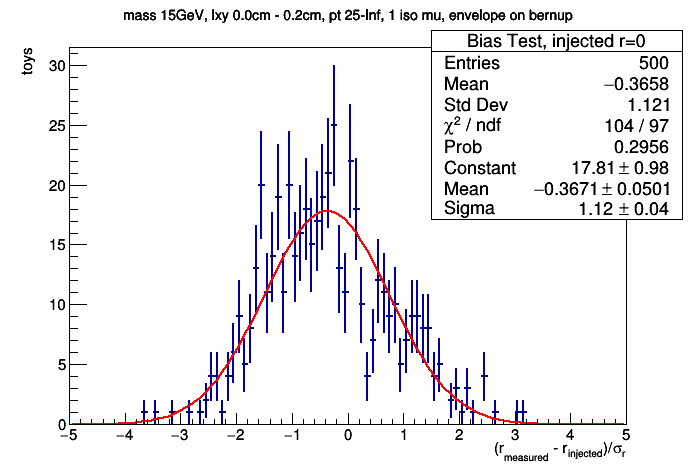 mass 15GeV, lxy 0.0cm - 0.2cm, pt 25-Inf, 1 iso mu, envelope on bernup
Bias Test, injected r=0
Entries 500
Mean −0.3658
Std Dev 1.121
χ² / ndf 104 / 97
Prob 0.2956
Constant 17.81 ± 0.98
Mean −0.3671 ± 0.0501
Sigma 1.12 ± 0.04
toys
30
25
20
15
10
5
0
−5 −4 −3 −2 −1 0 1 2 3 4 5
(r_measured - r_injected)/σ_r